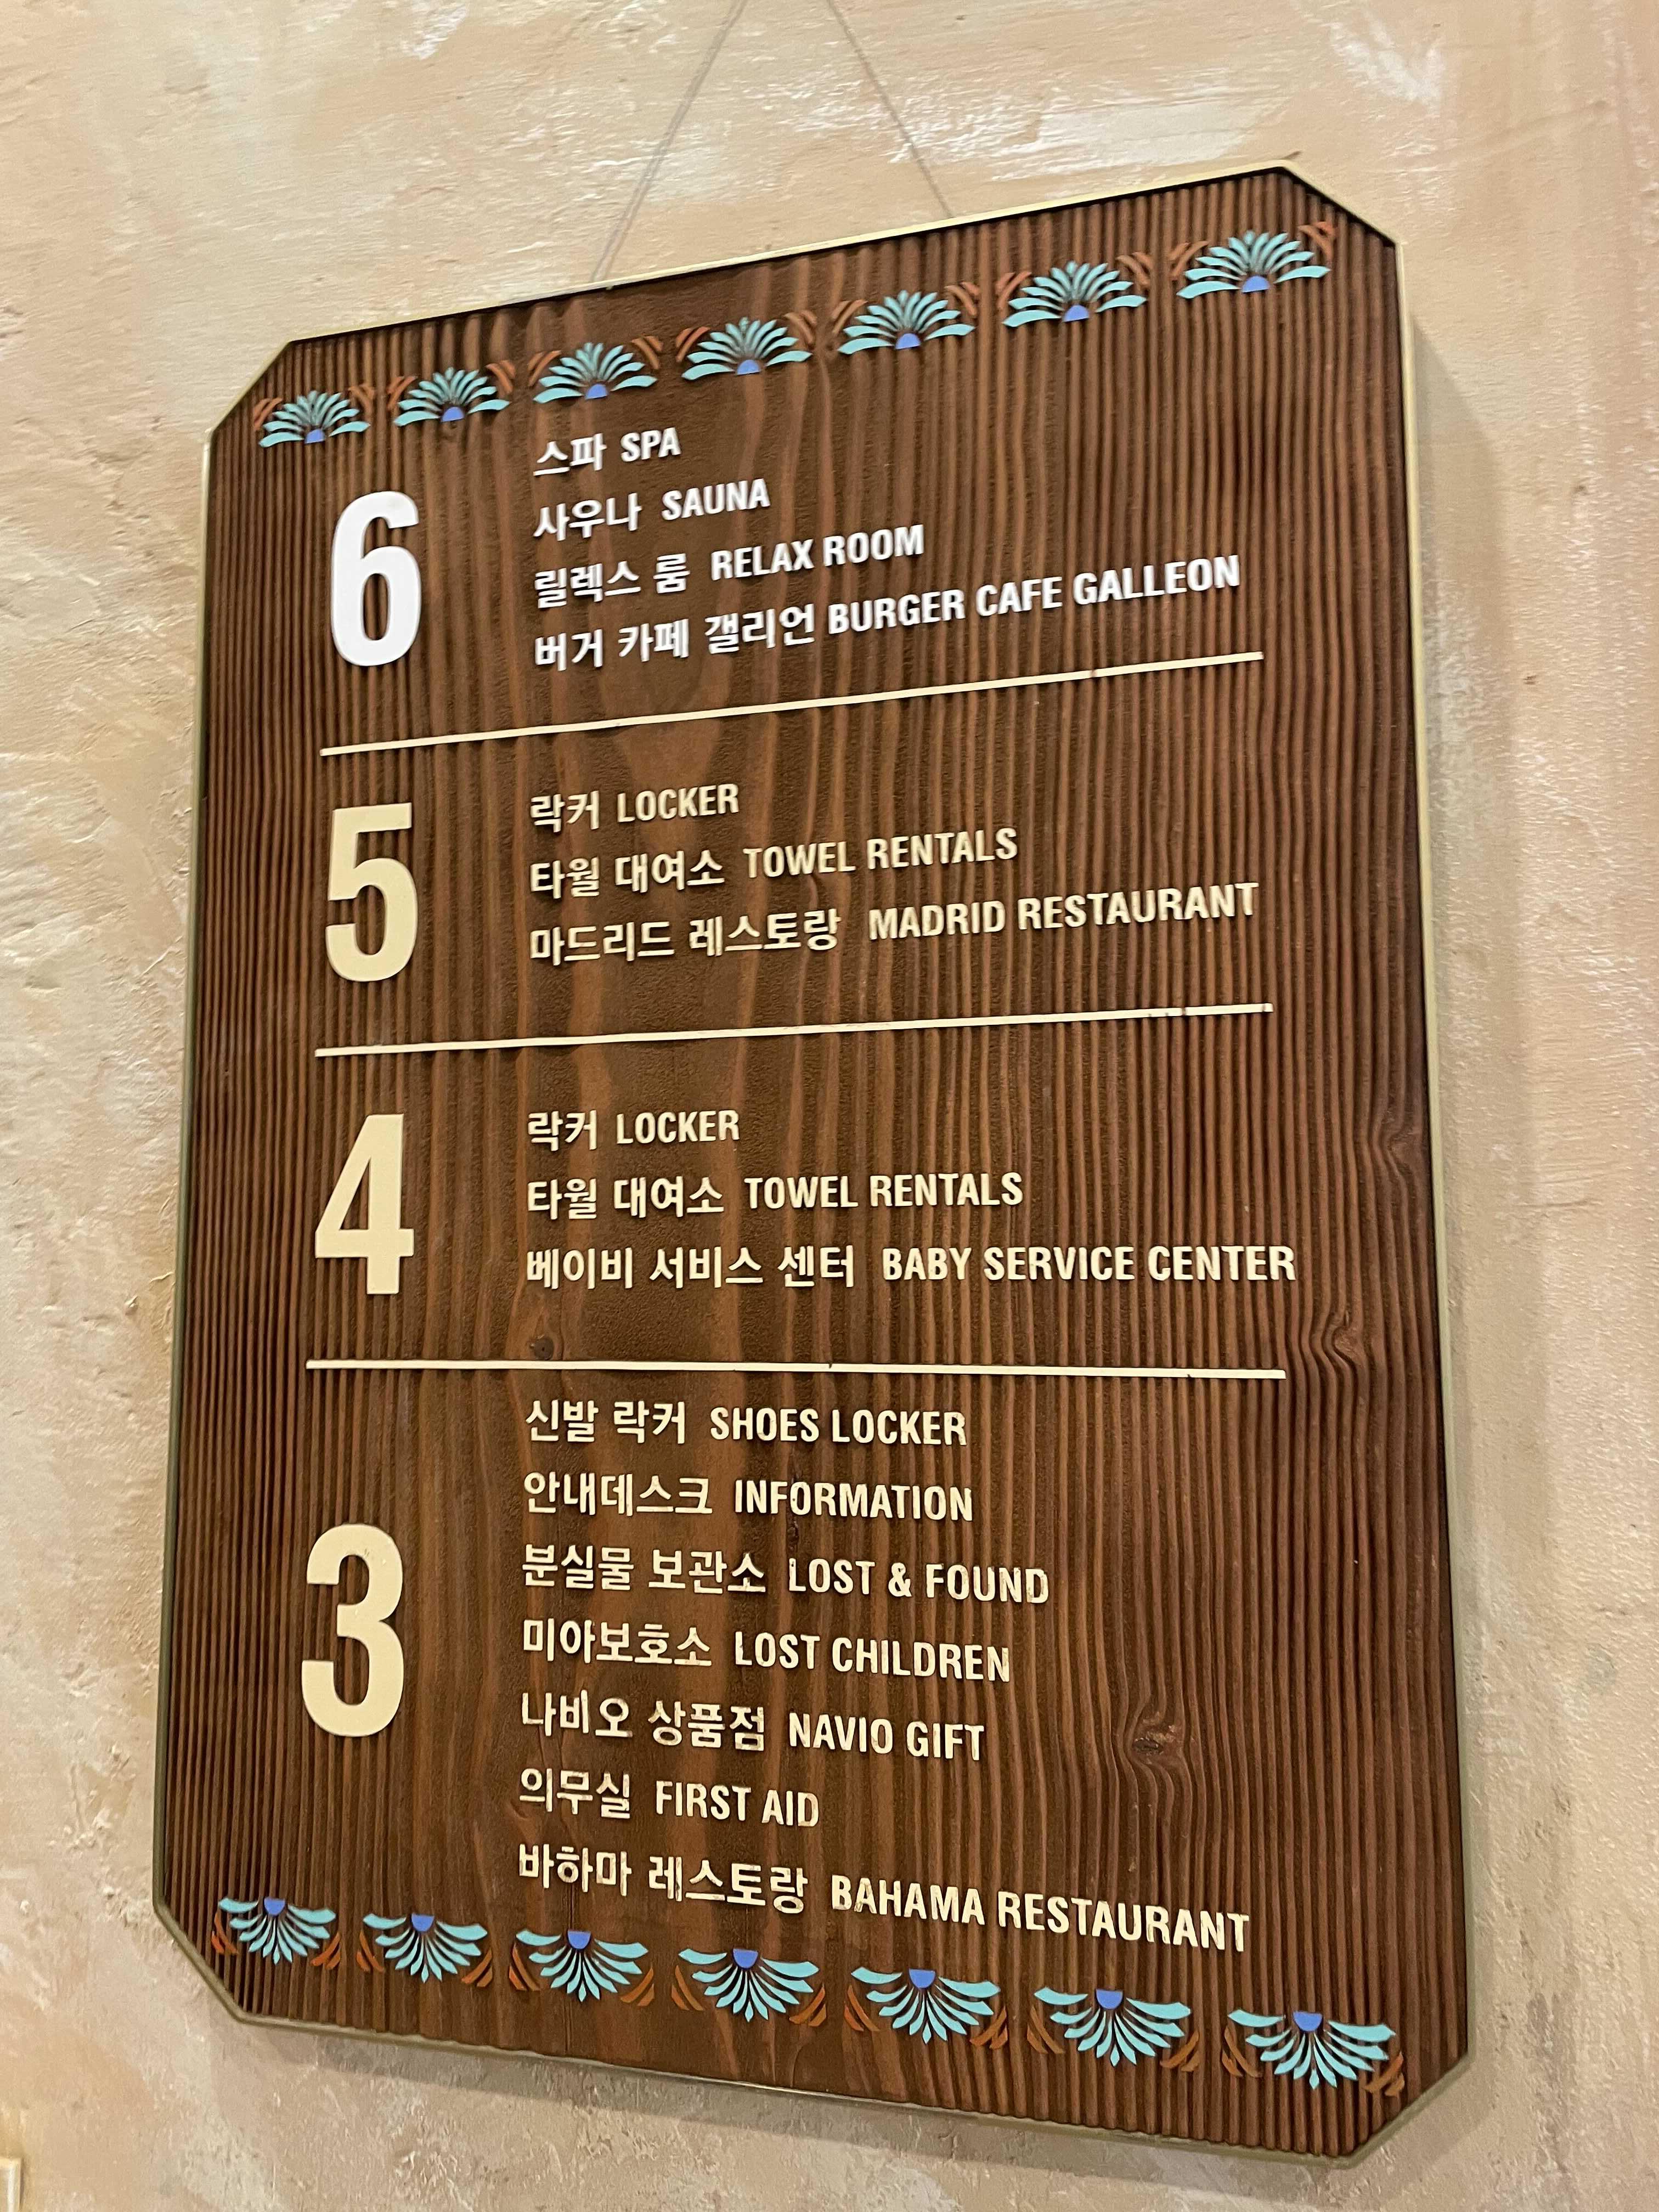 6
스파 SPA
사우나 SAUNA
릴렉스 룸 RELAX ROOM
버거 카페 갤리언 BURGER CAFE GALLEON
5
락커 LOCKER
타월 대여소 TOWEL RENTALS
마드리드 레스토랑 MADRID RESTAURANT
4
락커 LOCKER
타월 대여소 TOWEL RENTALS
베이비 서비스 센터 BABY SERVICE CENTER
3
신발 락커 SHOES LOCKER
안내데스크 INFORMATION
분실물 보관소 LOST & FOUND
미아보호소 LOST CHILDREN
나비오 상품점 NAVIO GIFT
의무실 FIRST AID
바하마 레스토랑 BAHAMA RESTAURANT